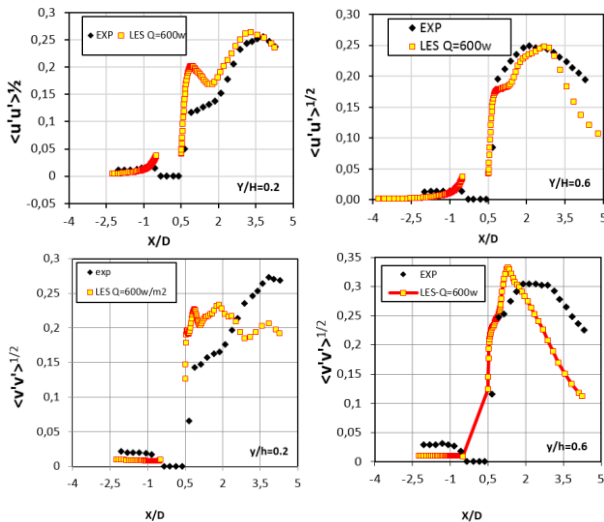 EXP LES Q=600w
0,3
0,25
0,2
0,15
0,1
0,05
0
-0,05
<u'u'>½
Y/H=0.2
-4 -2,5 -1 0,5 2 3,5 5
X/D
EXP
LES Q=600w
0,30
0,25
0,20
0,15
0,10
0,05
0,00
<u'u'>1/2
Y/H=0.6
-4 -2,5 -1 0,5 2 3,5 5
X/D
exp
LES Q=600w/m2
0,3
0,25
0,2
0,15
0,1
0,05
0
<v'v'>1/2
y/h=0.2
-4 -2,5 -1 0,5 2 3,5 5
X/D
EXP
LES-Q=600w
0,35
0,3
0,25
0,2
0,15
0,1
0,05
0
<v'v'>1/2
y/h=0.6
-4 -2,5 -1 0,5 2 3,5 5
X/D